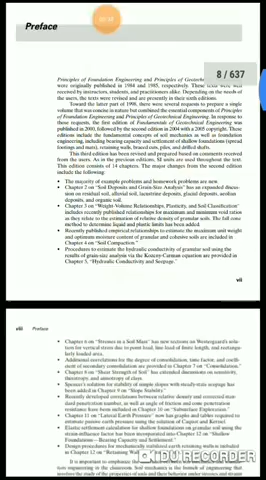 Preface
8 / 637
Principles of Foundation Engineering and Principles of Geotechnical
were originally published in 1984 and 1985, respectively. These texts were well
received by instructors, students, and practitioners alike. Depending on the needs of
the users, the texts were revised and are presently in their sixth editions.
Toward the latter part of 1998, there were several requests to prepare a single
volume that was concise in nature but combined the essential components of Principles
of Foundation Engineering and Principles of Geotechnical Engineering. In response to
those requests, the first edition of Fundamentals of Geotechnical Engineering was
published in 2000, followed by the second edition in 2004 with a 2005 copyright. These
editions include the fundamental concepts of soil mechanics as well as foundation
engineering, including bearing capacity and settlement of shallow foundations (spread
footings and mats), retaining walls, braced cuts, piles, and drilled shafts.
This third edition has been revised and prepared based on comments received
from the users. As in the previous editions, SI units are used throughout the text.
This edition consists of 14 chapters. The major changes from the second edition
include the following:
• The majority of example problems and homework problems are new.
• Chapter 2 on "Soil Deposits and Grain-Size Analysis" has an expanded discus-
sion on residual soil, alluvial soil, lacustrine deposits, glacial deposits, aeolian
deposits, and organic soil.
• Chapter 3 on "Weight-Volume Relationships, Plasticity, and Soil Classification"
includes recently published relationships for maximum and minimum void ratios
as they relate to the estimation of relative density of granular soils. The fall cone
method to determine liquid and plastic limits has been added.
• Recently published empirical relationships to estimate the maximum unit weight
and optimum moisture content of granular and cohesive soils are included in
Chapter 4 on "Soil Compaction."
• Procedures to estimate the hydraulic conductivity of granular soil using the
results of grain-size analysis via the Kozeny-Carman equation are provided in
Chapter 5, "Hydraulic Conductivity and Seepage."
vii
viii Preface
• Chapter 6 on "Stresses in a Soil Mass" has new sections on Westergaard's solution
for vertical stress due to point load, line load of finite length, and rectangu-
larly loaded area.
• Additional correlations for the degree of consolidation, time factor, and coeffi-
cient of secondary consolidation are provided in Chapter 7 on "Consolidation."
• Chapter 8 on "Shear Strength of Soil" has extended discussions on sensitivity,
thixotropy, and anisotropy of clays.
• Spencer's solution for stability of simple slopes with steady-state seepage has
been added in Chapter 9 on "Slope Stability."
• Recently developed correlations between relative density and corrected stan-
dard penetration number, as well as angle of friction and cone penetration
resistance have been included in Chapter 10 on "Subsurface Exploration."
• Chapter 11 on "Lateral Earth Pressure" now has graphs and tables required to
estimate passive earth pressure using the solution of Caquot and Kerisel.
• Elastic settlement calculation for shallow foundations on granular soil using the
strain-influence factor has been incorporated into Chapter 12 on "Shallow
Foundations—Bearing Capacity and Settlement."
• Design procedures for mechanically stabilized earth retaining walls is included
in Chapter 13 on "Retaining Walls
DU RECORDER
It is important to emphasize the
tion engineering in the classroom. Soil mechanics is the branch of engineering that
involves the study of the properties of soils and their behavior under stresses and strains